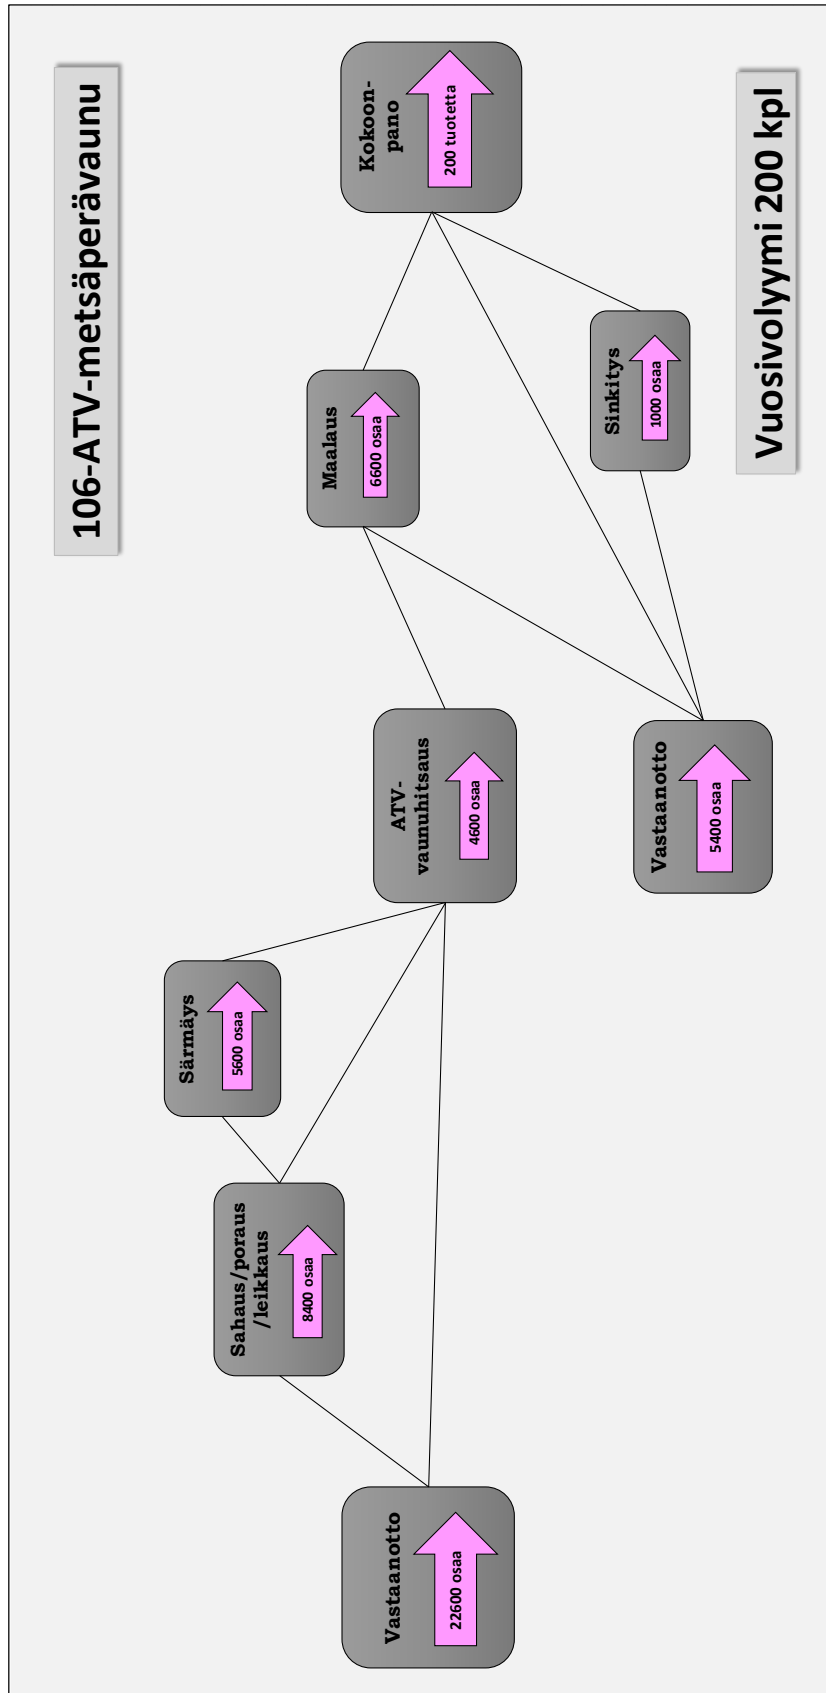 106-ATV-metsäperävaunu
Vastaanotto
22600 osaa
Sahaus/poraus
/leikkaus
8400 osaa
Särmäys
5600 osaa
ATV-
vaunuhitsaus
4600 osaa
Vastaanotto
5400 osaa
Maalaus
6600 osaa
Sinkitys
1000 osaa
Kokoon-
pano
200 tuotetta
Vuosivolyymi 200 kpl